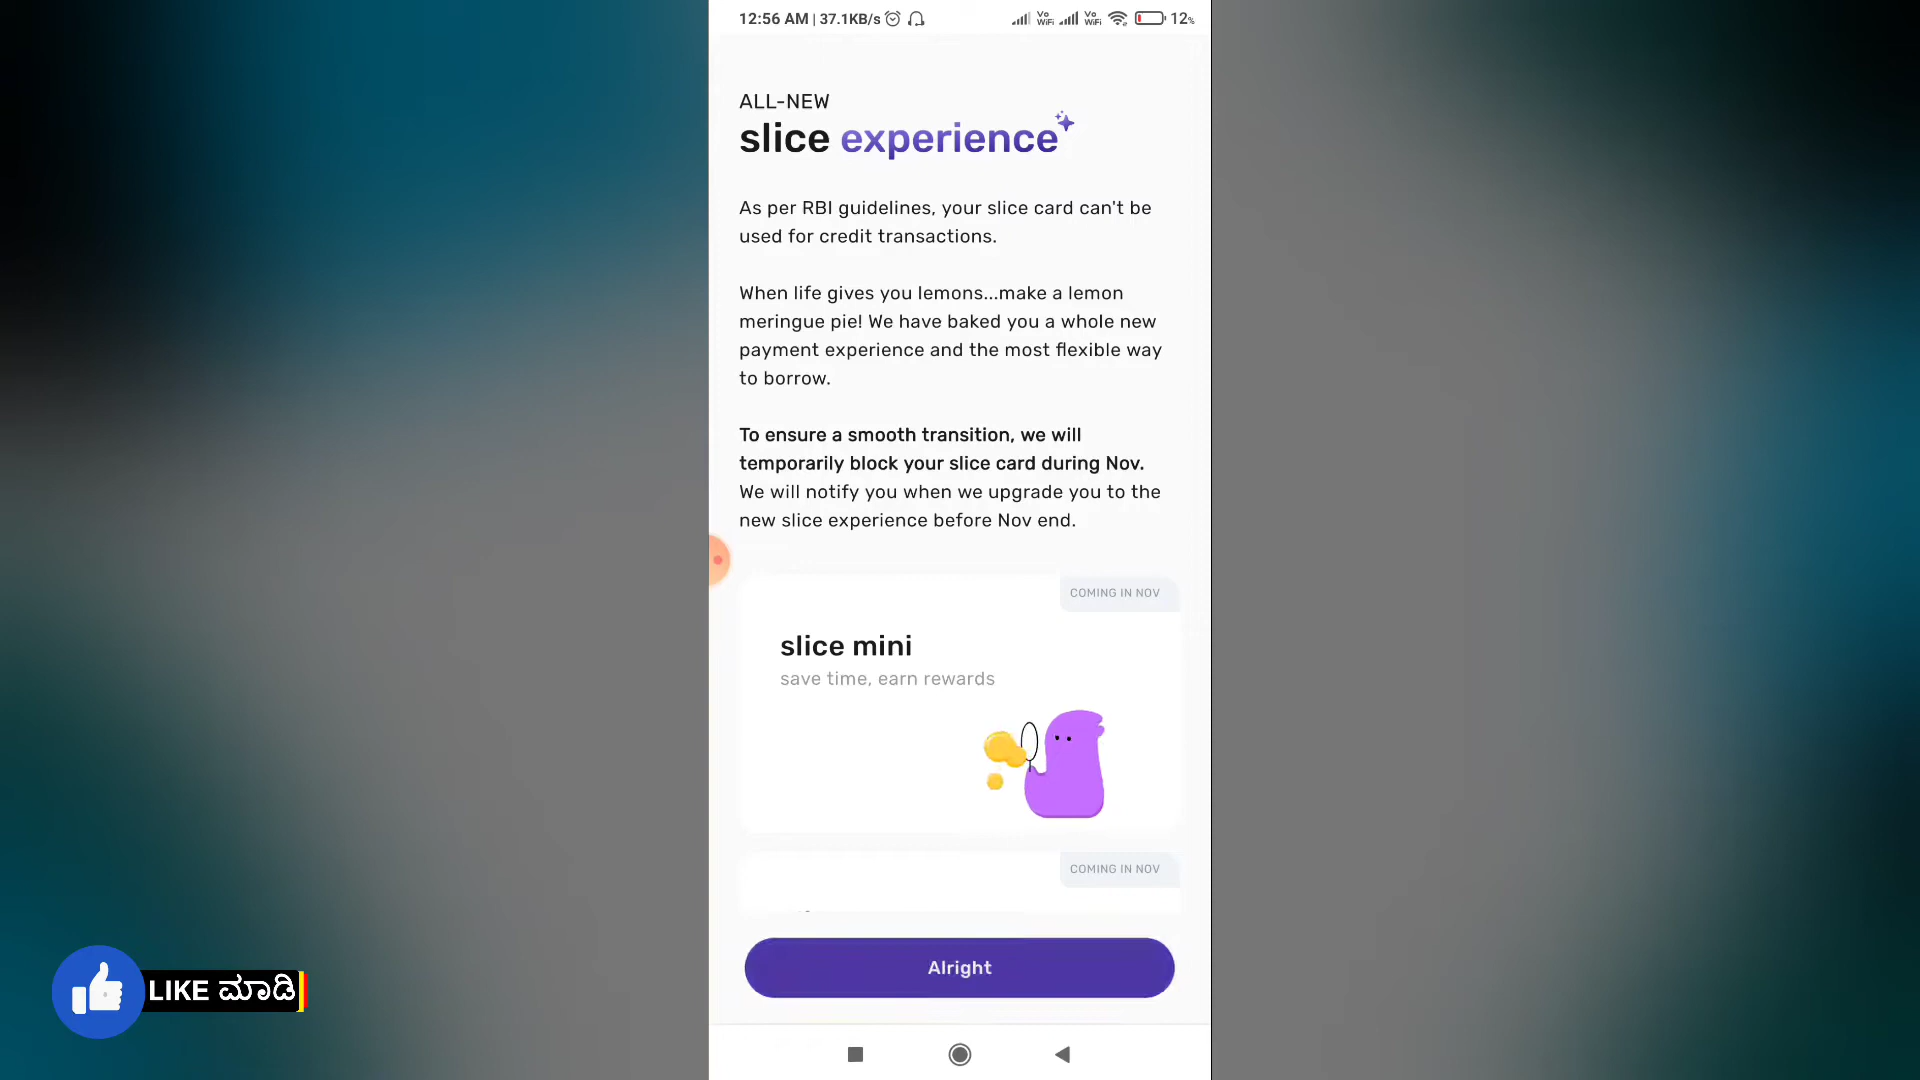 12:56 AM | 37.1KB/s
Vo WiFi
Vo WiFi
12%
ALL-NEW
slice experience
As per RBI guidelines, your slice card can't be
used for credit transactions.
When life gives you lemons...make a lemon
meringue pie! We have baked you a whole new
payment experience and the most flexible way
to borrow.
To ensure a smooth transition, we will
temporarily block your slice card during Nov.
We will notify you when we upgrade you to the
new slice experience before Nov end.
COMING IN NOV
slice mini
save time, earn rewards
COMING IN NOV
Alright
LIKE ಮಾಡಿ